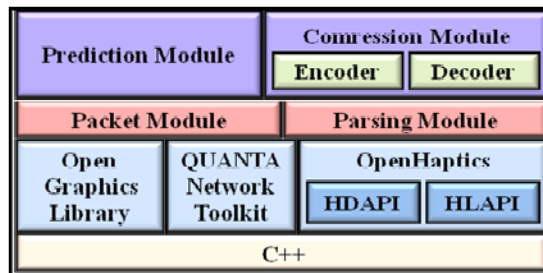 Prediction Module
Comression Module
Encoder
Decoder
Packet Module
Parsing Module
Open
Graphics
Library
QUANTA
Network
Toolkit
OpenHaptics
HDAPI
HLAPI
C++